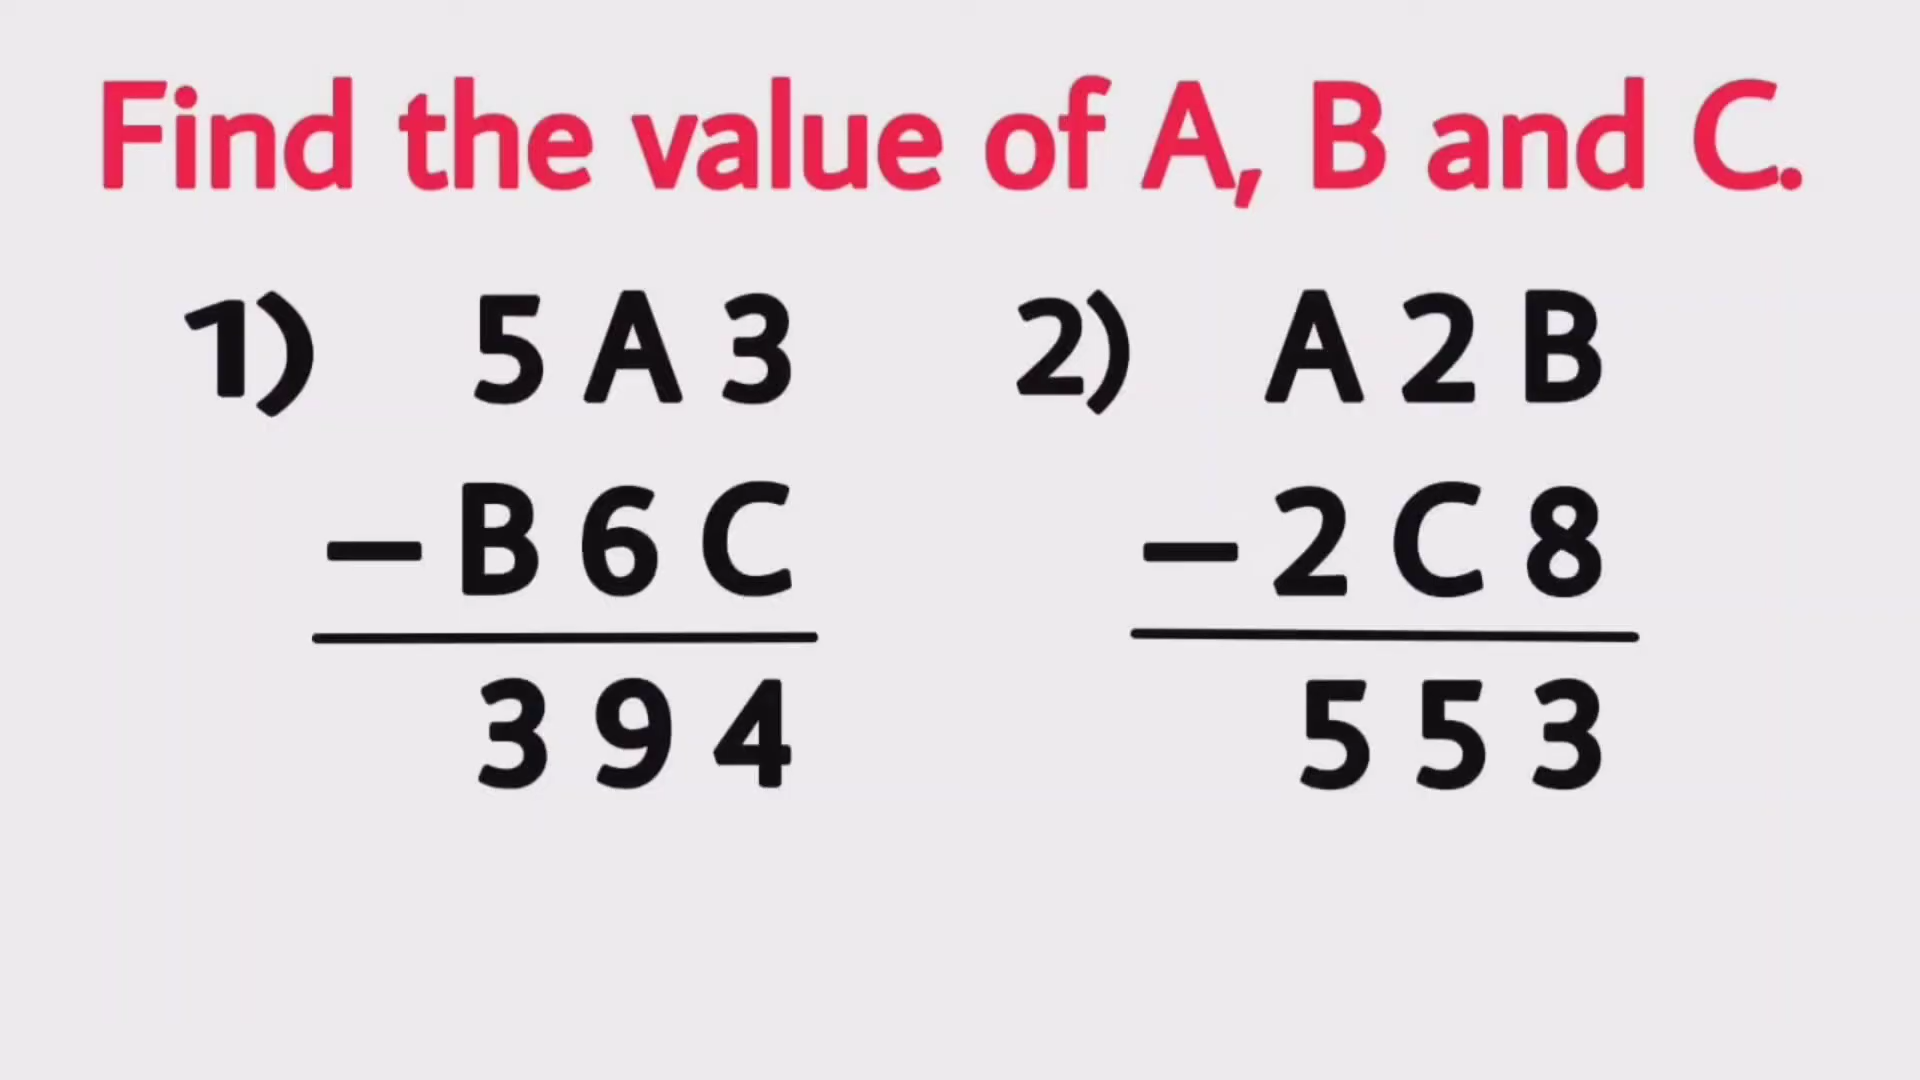 Find the value of A, B and C.
1) 5 A 3
– B 6 C
3 9 4
2) A 2 B
– 2 C 8
5 5 3